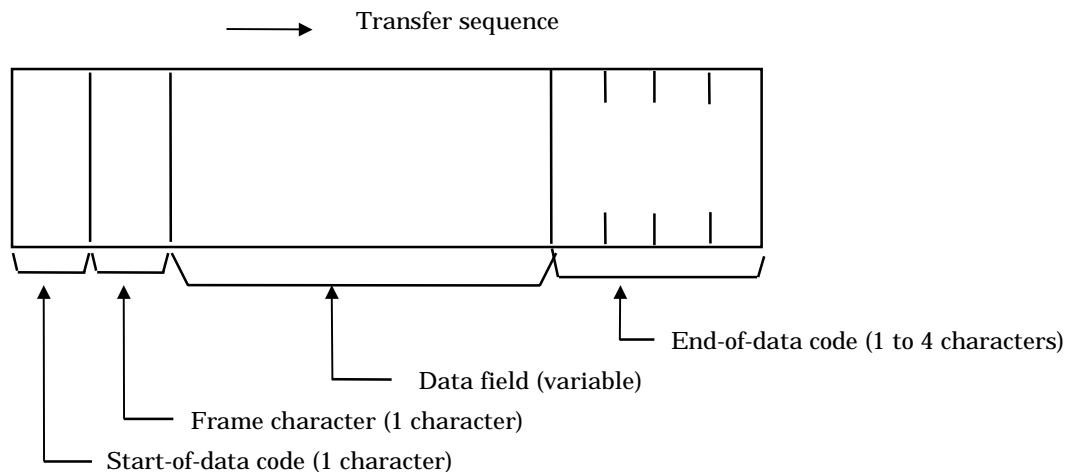 Transfer sequence
End-of-data code (1 to 4 characters)
Data field (variable)
Frame character (1 character)
Start-of-data code (1 character)